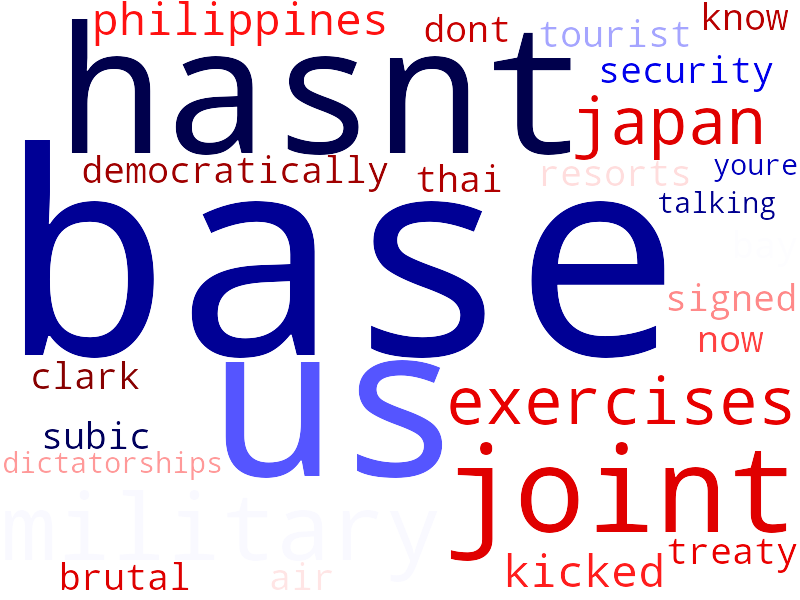 philippines
dont
tourist
know
hasnt
security
japan
democratically
thai
resorts
youre
base
talking
bay
signed
now
clark
us
exercises
subic
dictatorships
joint
military
treaty
brutal
air
kicked